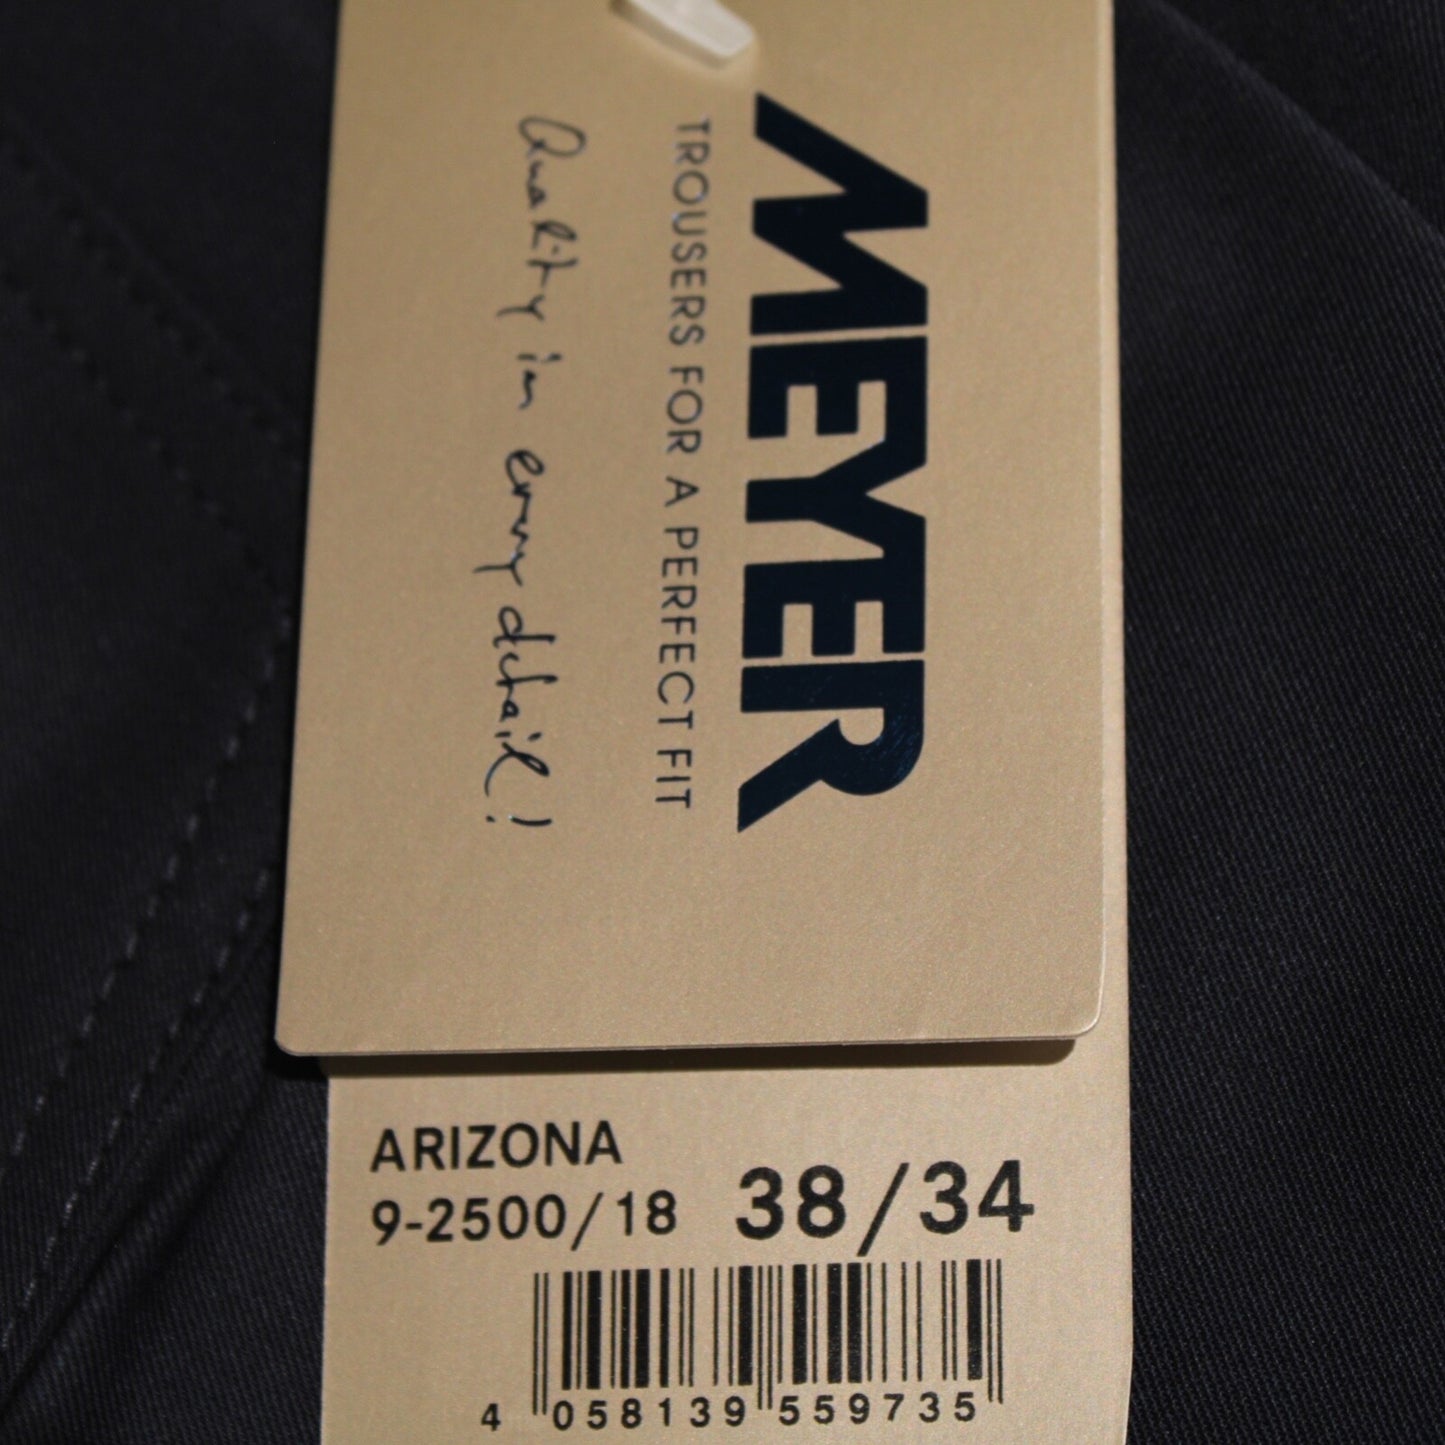 MEYER
TROUSERS FOR A PERFECT FIT
Quality in every detail!
ARIZONA
9-2500/18 38/34
4 058139 559735